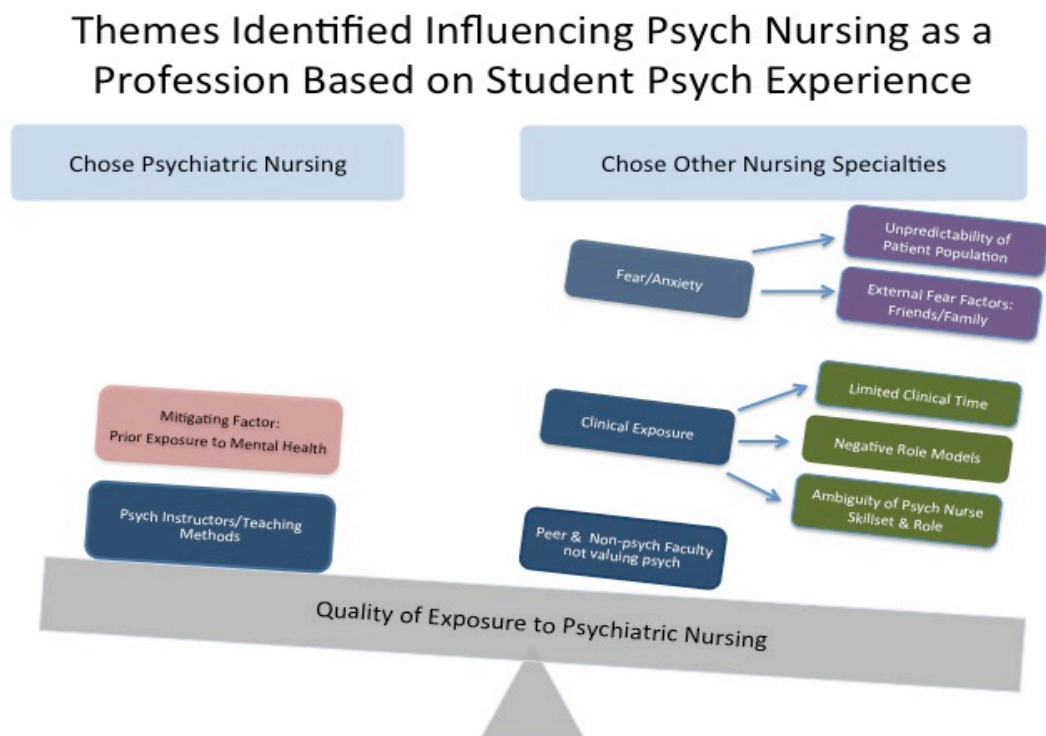 Themes Identified Influencing Psych Nursing as a
Profession Based on Student Psych Experience
Chose Psychiatric Nursing
Chose Other Nursing Specialties
Unpredictability of
Patient Population
Fear/Anxiety
External Fear Factors:
Friends/Family
Mitigating Factor:
Prior Exposure to Mental Health
Limited Clinical Time
Clinical Exposure
Negative Role Models
Psych Instructors/Teaching
Methods
Ambiguity of Psych Nurse
Skillset & Role
Peer & Non-psych Faculty
not valuing psych
Quality of Exposure to Psychiatric Nursing